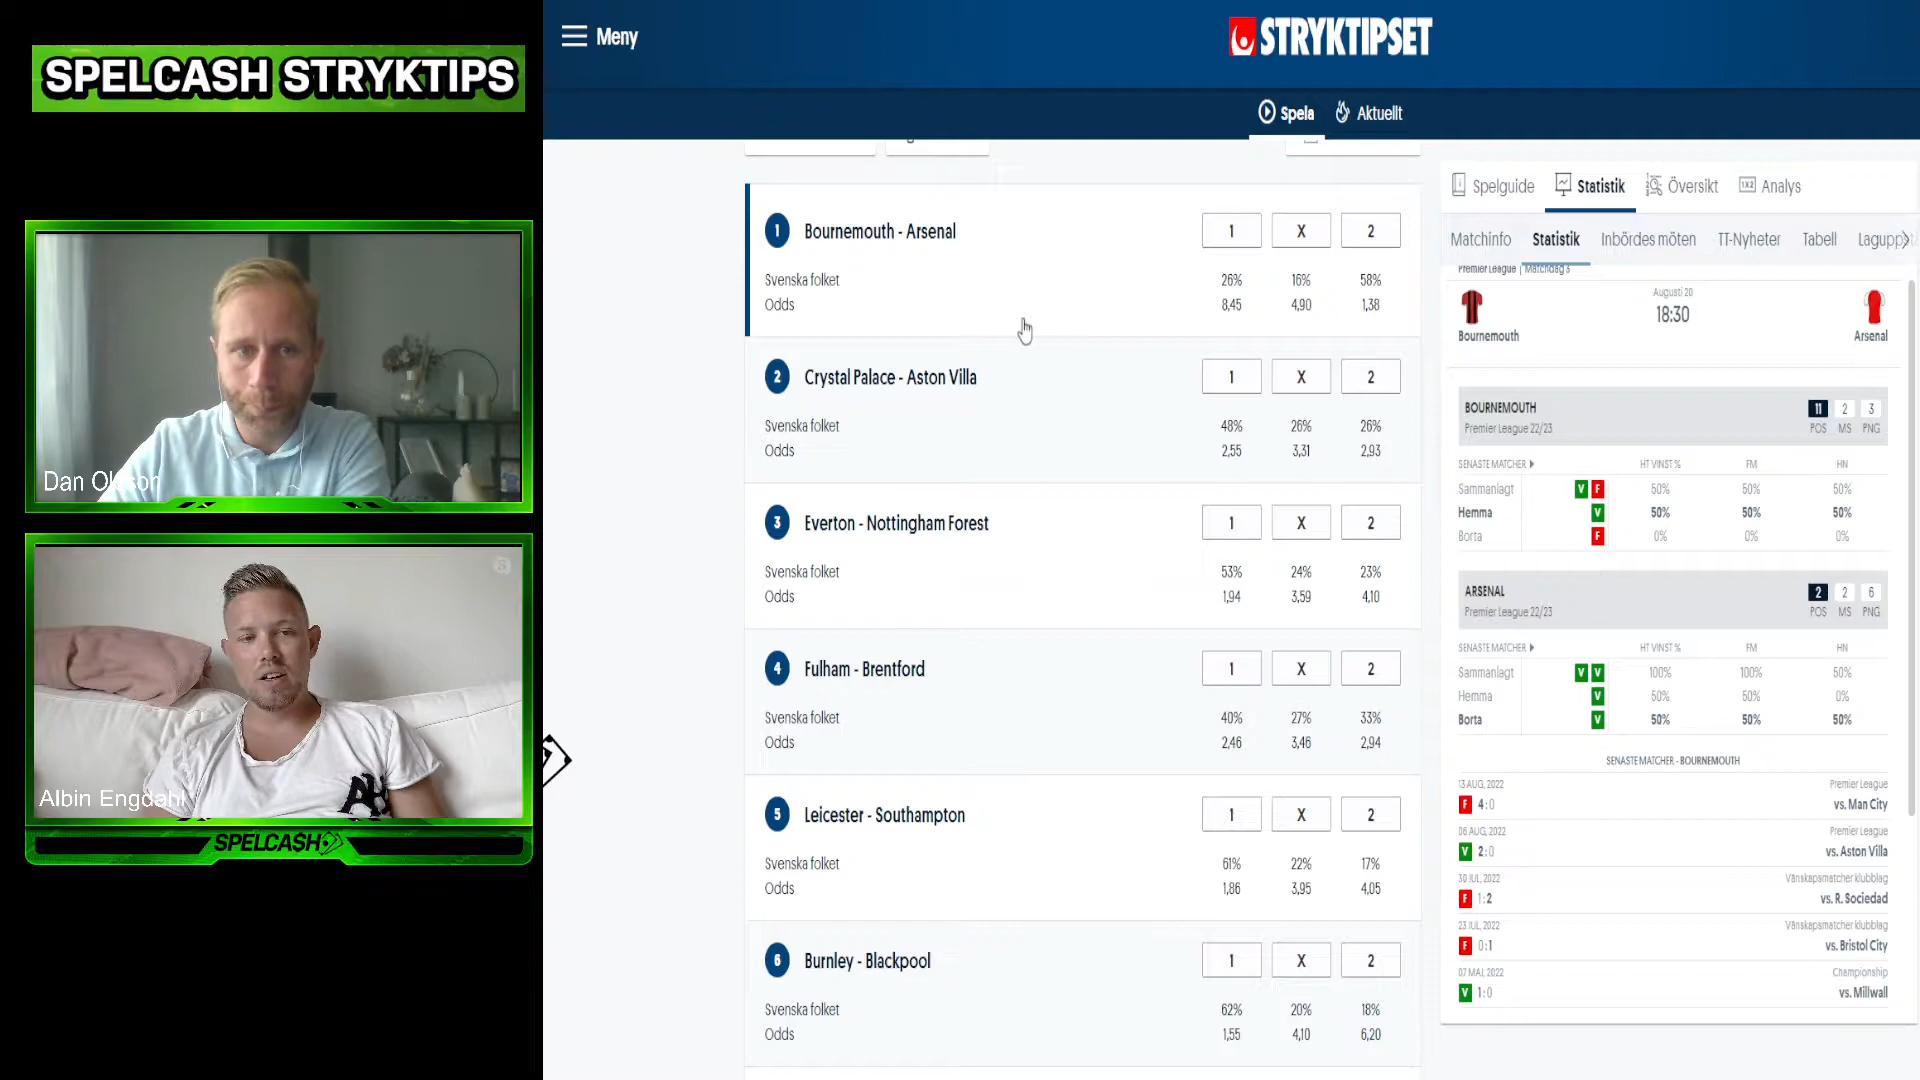 SPELCASH STRYKTIPS
Dan Olsson
Albin Engdahl
SPELCASH
Meny
STRYKTIPSET
Spela
Aktuellt
1 Bournemouth - Arsenal 1 X 2
Svenska folket 26% 16% 58%
Odds 8,45 4,90 1,38
2 Crystal Palace - Aston Villa 1 X 2
Svenska folket 48% 26% 26%
Odds 2,55 3,31 2,93
3 Everton - Nottingham Forest 1 X 2
Svenska folket 53% 24% 23%
Odds 1,94 3,59 4,10
4 Fulham - Brentford 1 X 2
Svenska folket 40% 27% 33%
Odds 2,46 3,46 2,94
5 Leicester - Southampton 1 X 2
Svenska folket 61% 22% 17%
Odds 1,86 3,95 4,05
6 Burnley - Blackpool 1 X 2
Svenska folket 62% 20% 18%
Odds 1,55 4,10 6,20
Spelguide Statistik Översikt 1X2 Analys
Matchinfo Statistik Inbördes möten TT-Nyheter Tabell
Premier League | Matchdag 3
Augusti 20
18:30
Bournemouth Arsenal
BOURNEMOUTH 11 2 3
Premier League 22/23 POS MS PNG
SENASTE MATCHER HT VINST % FM HN
Sammanlagt V F 50% 50% 50%
Hemma V 50% 50% 50%
Borta F 0% 0% 0%
ARSENAL 2 2 6
Premier League 22/23 POS MS PNG
SENASTE MATCHER HT VINST % FM HN
Sammanlagt V V 100% 100% 50%
Hemma V 50% 50% 0%
Borta V 50% 50% 50%
SENASTE MATCHER - BOURNEMOUTH
13 AUG, 2022 Premier League
F 4:0 vs. Man City
06 AUG, 2022 Premier League
V 2:0 vs. Aston Villa
30 JUL, 2022 Vänskapsmatcher klubblag
F 1:2 vs. R. Sociedad
23 JUL, 2022 Vänskapsmatcher klubblag
F 0:1 vs. Bristol City
07 MAJ, 2022 Championship
V 1:0 vs. Millwall